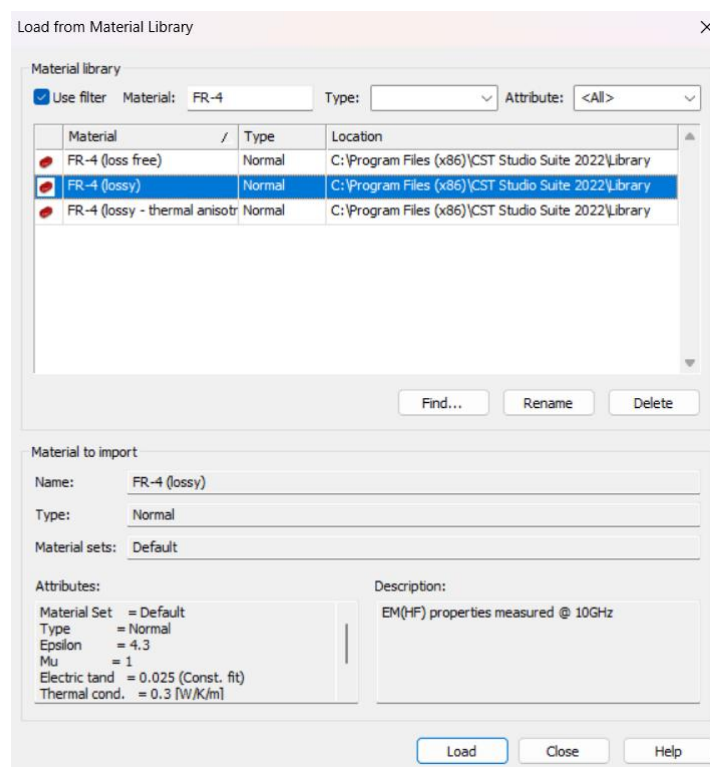 Load from Material Library
Material library
Use filter Material: FR-4 Type: Attribute: <All>
Material / Type Location
FR-4 (loss free) Normal C:\Program Files (x86)\CST Studio Suite 2022\Library
FR-4 (lossy) Normal C:\Program Files (x86)\CST Studio Suite 2022\Library
FR-4 (lossy - thermal anisotr Normal C:\Program Files (x86)\CST Studio Suite 2022\Library
Find... Rename Delete
Material to import
Name: FR-4 (lossy)
Type: Normal
Material sets: Default
Attributes: Description:
Material Set = Default EM(HF) properties measured @ 10GHz
Type = Normal
Epsilon = 4.3
Mu = 1
Electric tand = 0.025 (Const. fit)
Thermal cond. = 0.3 [W/K/m]
Load Close Help